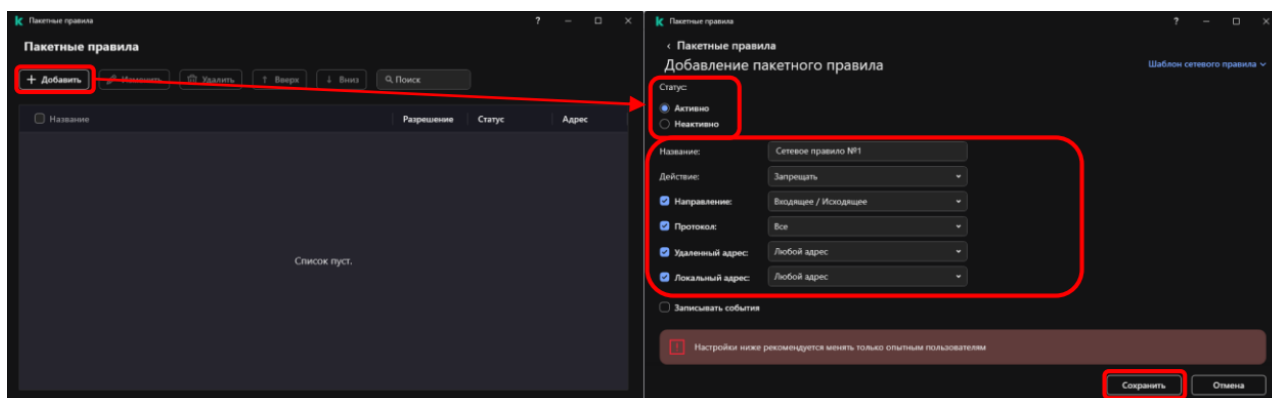 Пакетные правила
Пакетные правила
+ Добавить Изменить Удалить ↑ Вверх ↓ Вниз Поиск
Название Разрешение Статус Адрес
Список пуст.
Пакетные правила
‹ Пакетные правила
Добавление пакетного правила
Шаблон сетевого правила
Статус:
Активно
Неактивно
Название: Сетевое правило №1
Действие: Запрещать
Направление: Входящее / Исходящее
Протокол: Все
Удаленный адрес: Любой адрес
Локальный адрес: Любой адрес
Записывать события
! Настройки ниже рекомендуется менять только опытным пользователям
Сохранить Отмена